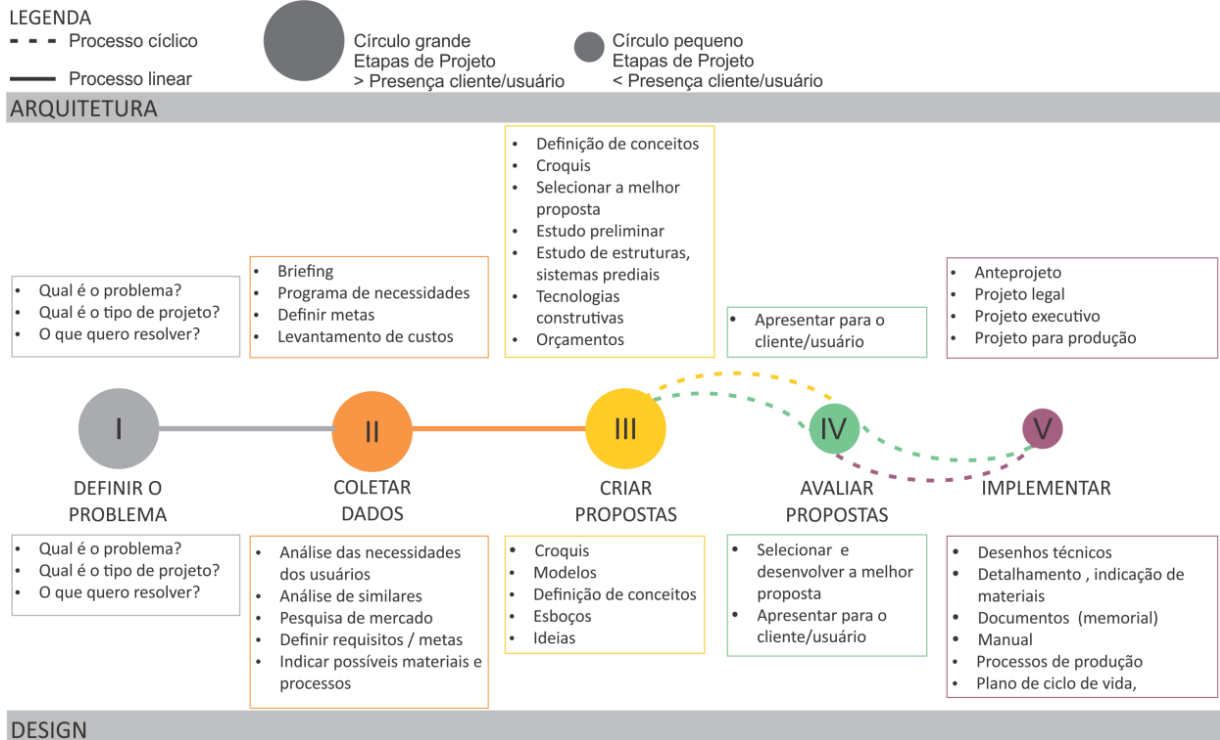 LEGENDA
Processo cíclico
Processo linear
Círculo grande
Etapas de Projeto
> Presença cliente/usuário
Círculo pequeno
Etapas de Projeto
< Presença cliente/usuário
ARQUITETURA
• Qual é o problema?
• Qual é o tipo de projeto?
• O que quero resolver?
• Briefing
• Programa de necessidades
• Definir metas
• Levantamento de custos
• Definição de conceitos
• Croquis
• Selecionar a melhor
proposta
• Estudo preliminar
• Estudo de estruturas,
sistemas prediais
• Tecnologias
construtivas
• Orçamentos
• Apresentar para o
cliente/usuário
• Anteprojeto
• Projeto legal
• Projeto executivo
• Projeto para produção
I
II
III
IV
V
DEFINIR O
PROBLEMA
COLETAR
DADOS
CRIAR
PROPOSTAS
AVALIAR
PROPOSTAS
IMPLEMENTAR
• Qual é o problema?
• Qual é o tipo de projeto?
• O que quero resolver?
• Análise das necessidades
dos usuários
• Análise de similares
• Pesquisa de mercado
• Definir requisitos / metas
• Indicar possíveis materiais e
processos
• Croquis
• Modelos
• Definição de conceitos
• Esboços
• Ideias
• Selecionar e
desenvolver a melhor
proposta
• Apresentar para o
cliente/usuário
• Desenhos técnicos
• Detalhamento , indicação de
materiais
• Documentos (memorial)
• Manual
• Processos de produção
• Plano de ciclo de vida,
DESIGN